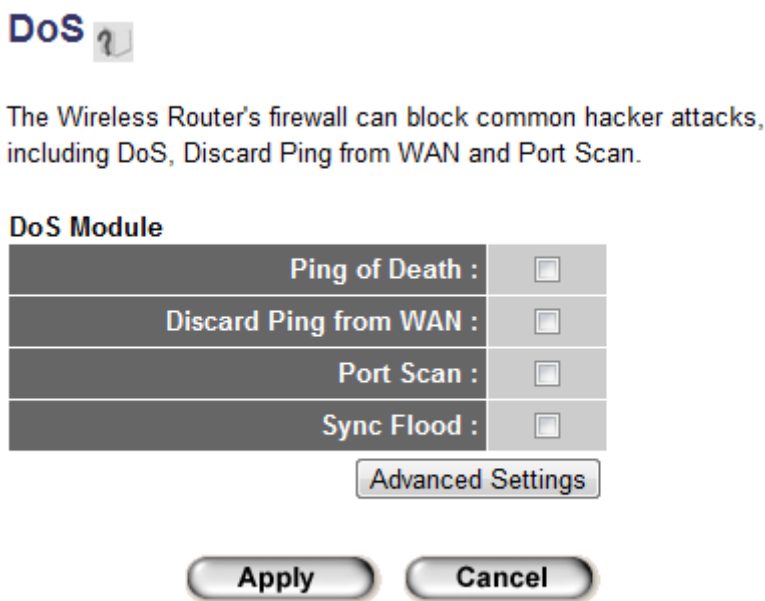 DoS
The Wireless Router's firewall can block common hacker attacks,
including DoS, Discard Ping from WAN and Port Scan.
DoS Module
Ping of Death :
Discard Ping from WAN :
Port Scan :
Sync Flood :
Advanced Settings
Apply Cancel